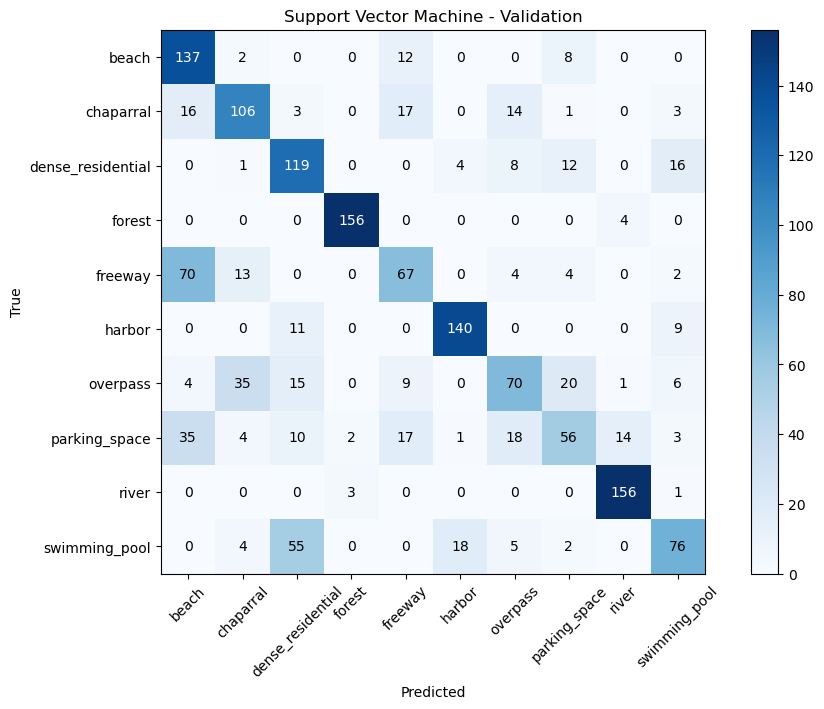 Support Vector Machine - Validation
True
beach 137 2 0 0 12 0 0 8 0 0
chaparral 16 106 3 0 17 0 14 1 0 3
dense_residential 0 1 119 0 0 4 8 12 0 16
forest 0 0 0 156 0 0 0 0 4 0
freeway 70 13 0 0 67 0 4 4 0 2
harbor 0 0 11 0 0 140 0 0 0 9
overpass 4 35 15 0 9 0 70 20 1 6
parking_space 35 4 10 2 17 1 18 56 14 3
river 0 0 0 3 0 0 0 0 156 1
swimming_pool 0 4 55 0 0 18 5 2 0 76
beach chaparral dense_residential forest freeway harbor overpass parking_space river swimming_pool
Predicted
140
120
100
80
60
40
20
0